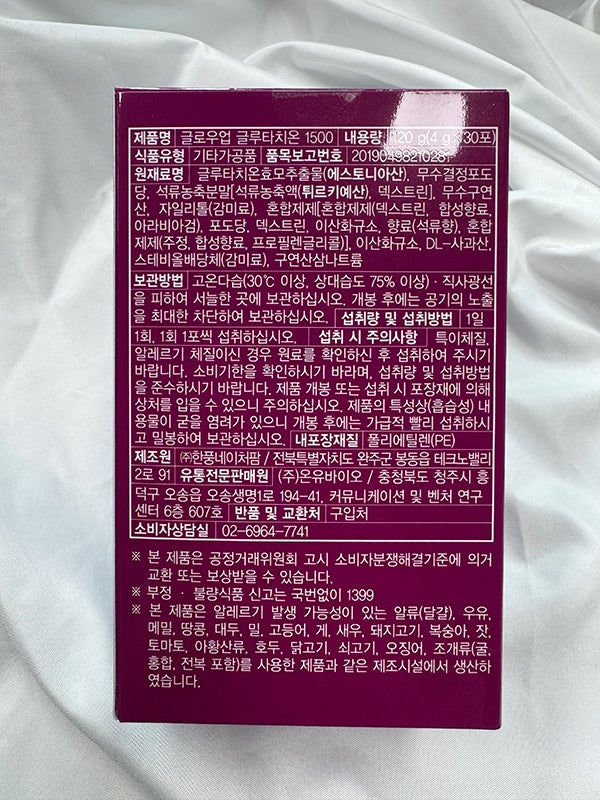 제품명 글로우업 글루타치온 1500 내용량 120 g(4 g×30포)
식품유형 기타가공품 품목보고번호 20190498210281
원재료명 글루타치온효모추출물(에스토니아산), 무수결정포도
당, 석류농축분말[석류농축액(튀르키예산), 덱스트린], 무수구연
산, 자일리톨(감미료), 혼합제제[혼합제제(덱스트린, 합성향료,
아라비아검), 포도당, 덱스트린, 이산화규소, 향료(석류향), 혼합
제제(주정, 합성향료, 프로필렌글리콜)], 이산화규소, DL-사과산,
스테비올배당체(감미료), 구연산삼나트륨
보관방법 고온다습(30℃ 이상, 상대습도 75% 이상)·직사광선
을 피하여 서늘한 곳에 보관하십시오. 개봉 후에는 공기의 노출
을 최대한 차단하여 보관하십시오. 섭취량 및 섭취방법 1일
1회, 1회 1포씩 섭취하십시오. 섭취 시 주의사항 특이체질,
알레르기 체질이신 경우 원료를 확인하신 후 섭취하여 주시기
바랍니다. 소비기한을 확인하시기 바라며, 섭취량 및 섭취방법
을 준수하시기 바랍니다. 제품 개봉 또는 섭취 시 포장재에 의해
상처를 입을 수 있으니 주의하십시오. 제품의 특성상(흡습성) 내
용물이 굳을 염려가 있으니 개봉 후에는 가급적 빨리 섭취하시
고 밀봉하여 보관하십시오. 내포장재질 폴리에틸렌(PE)
제조원 ㈜한풍네이처팜 / 전북특별자치도 완주군 봉동읍 테크노밸리
2로 91 유통전문판매원 (주)온유바이오 / 충청북도 청주시 흥
덕구 오송읍 오송생명1로 194-41, 커뮤니케이션 및 벤처 연구
센터 6층 607호 반품 및 교환처 구입처
소비자상담실 02-6964-7741
※ 본 제품은 공정거래위원회 고시 소비자분쟁해결기준에 의거
교환 또는 보상받을 수 있습니다.
※ 부정 · 불량식품 신고는 국번없이 1399
※ 본 제품은 알레르기 발생 가능성이 있는 알류(달걀), 우유,
메밀, 땅콩, 대두, 밀, 고등어, 게, 새우, 돼지고기, 복숭아, 잣,
토마토, 아황산류, 호두, 닭고기, 쇠고기, 오징어, 조개류(굴,
홍합, 전복 포함)를 사용한 제품과 같은 제조시설에서 생산하
였습니다.